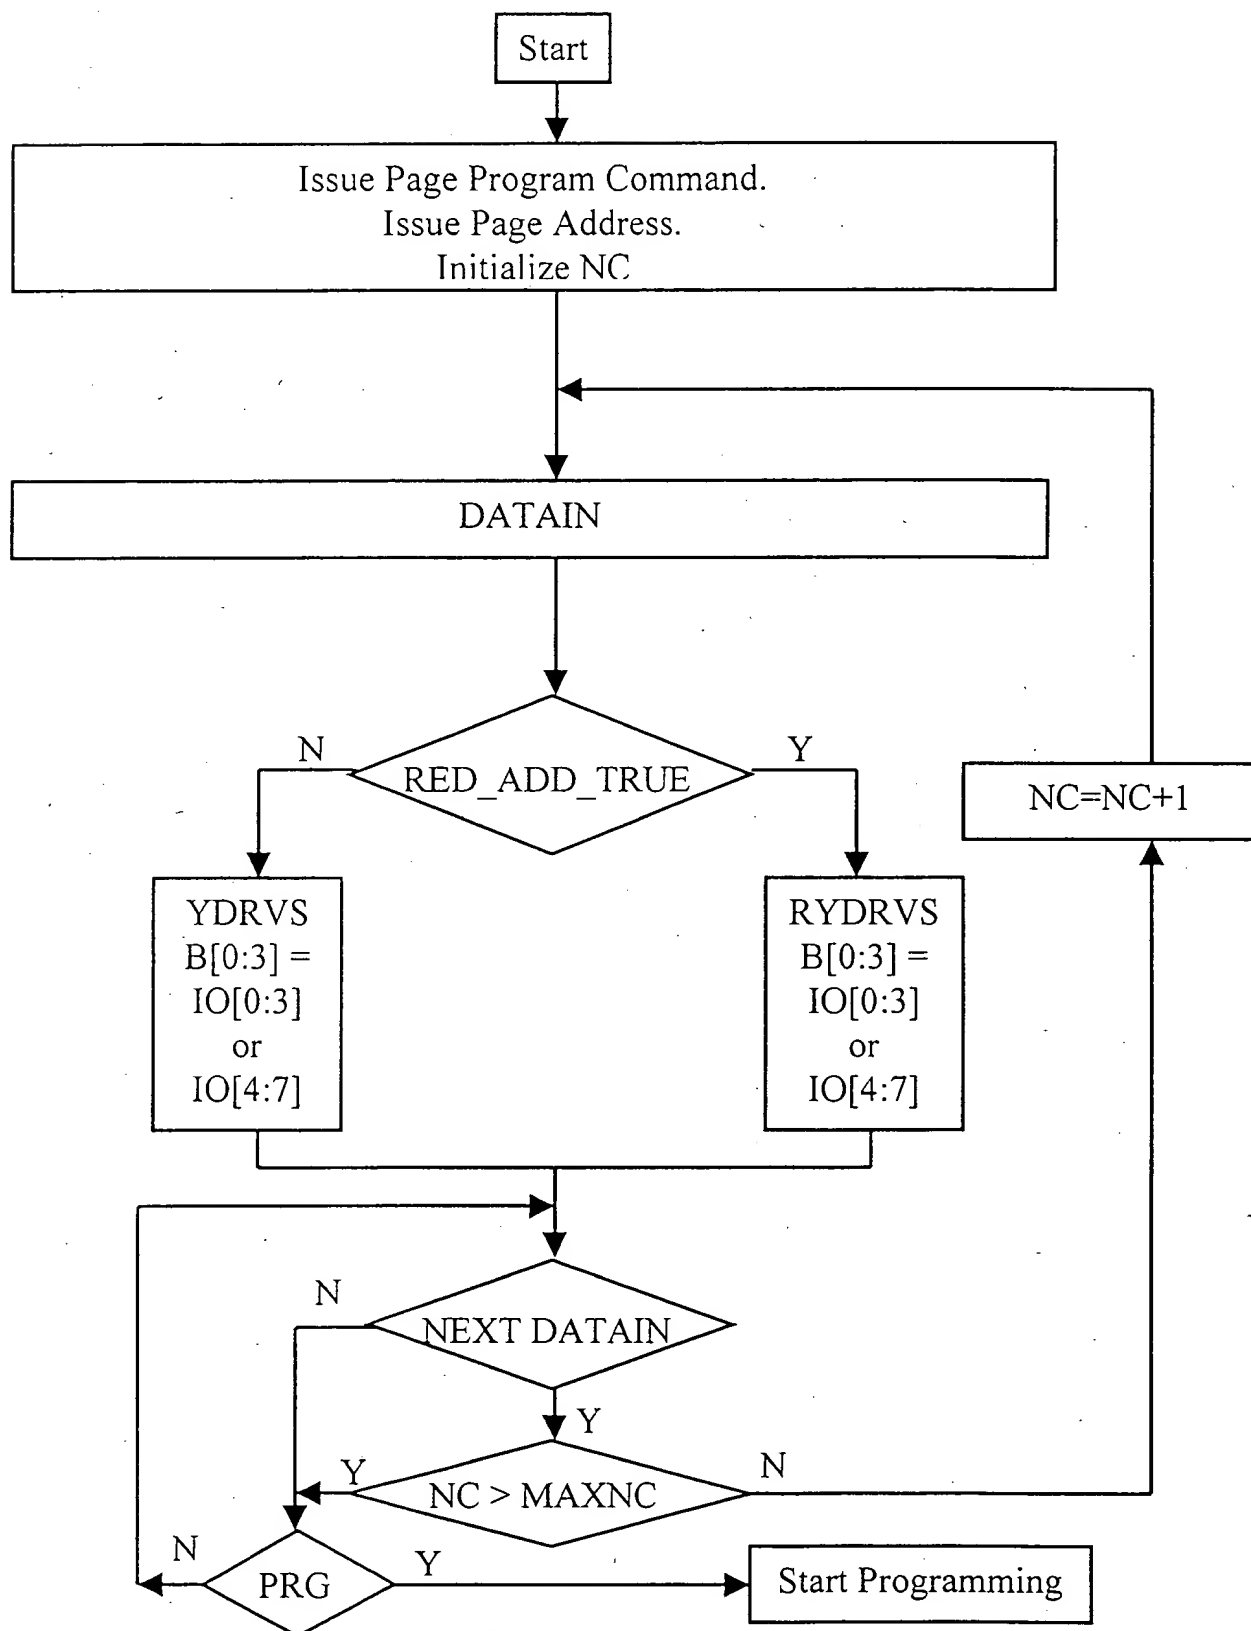 Start
Issue Page Program Command.
Issue Page Address.
Initialize NC
DATAIN
N
Y
RED_ADD_TRUE
NC=NC+1
YDRVS
B[0:3] =
IO[0:3]
or
IO[4:7]
RYDRVS
B[0:3] =
IO[0:3]
or
IO[4:7]
N
NEXT DATAIN
Y
Y
NC > MAXNC
N
N
PRG
Y
Start Programming